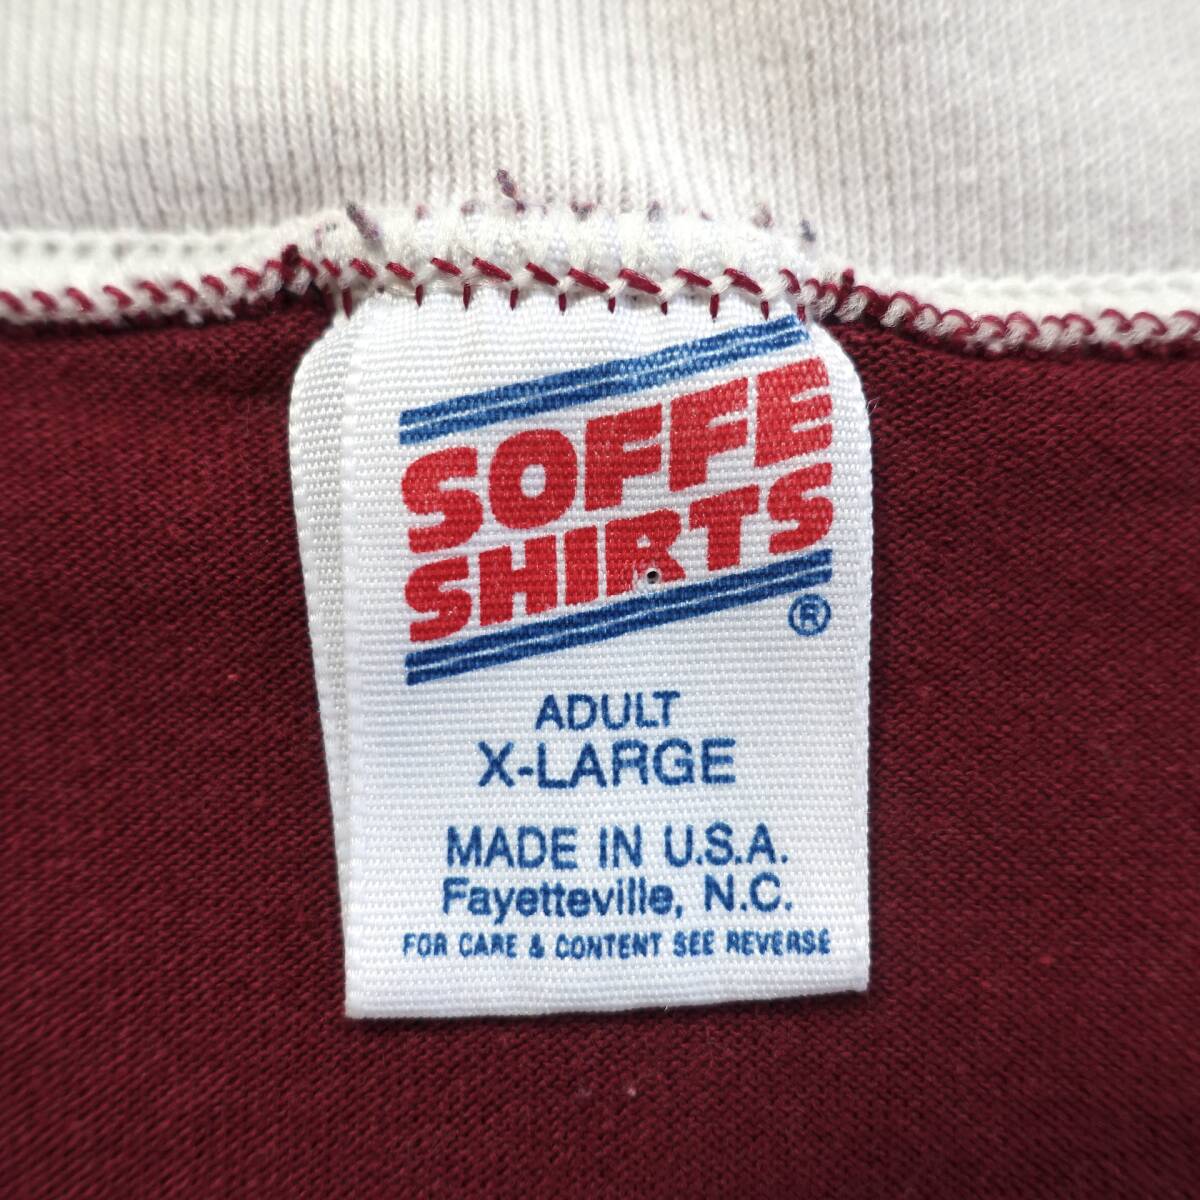 SOFFE
SHIRTS
®
ADULT
X-LARGE
MADE IN U.S.A.
Fayetteville, N.C.
FOR CARE & CONTENT SEE REVERSE